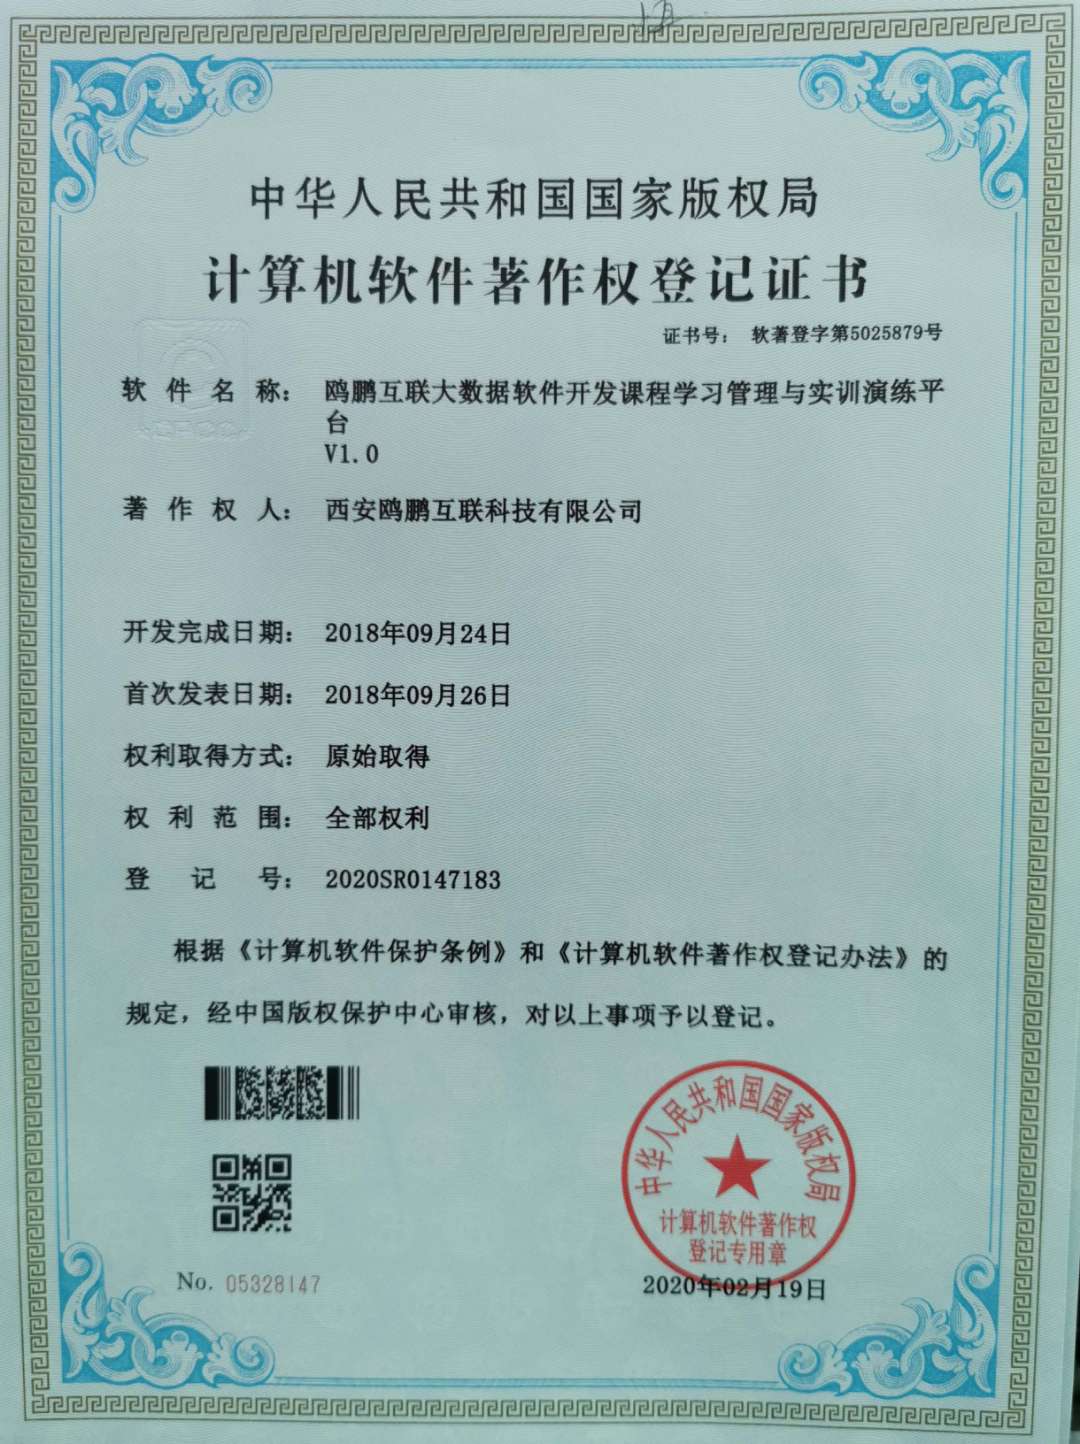 中华人民共和国国家版权局
计算机软件著作权登记证书
证书号： 软著登字第5025879号
软件名称： 鸥鹏互联大数据软件开发课程学习管理与实训演练平
台
V1.0
著作权人： 西安鸥鹏互联科技有限公司
开发完成日期： 2018年09月24日
首次发表日期： 2018年09月26日
权利取得方式： 原始取得
权利范围： 全部权利
登记号： 2020SR0147183
根据《计算机软件保护条例》和《计算机软件著作权登记办法》的
规定，经中国版权保护中心审核，对以上事项予以登记。
中华人民共和国国家版权局
计算机软件著作权
登记专用章
No. 05328147
2020年02月19日